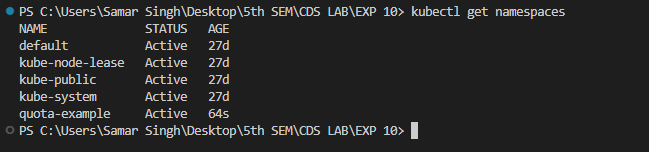 PS C:\Users\Samar Singh\Desktop\5th SEM\CDS LAB\EXP 10> kubectl get namespaces
NAME STATUS AGE
default Active 27d
kube-node-lease Active 27d
kube-public Active 27d
kube-system Active 27d
quota-example Active 64s
PS C:\Users\Samar Singh\Desktop\5th SEM\CDS LAB\EXP 10>